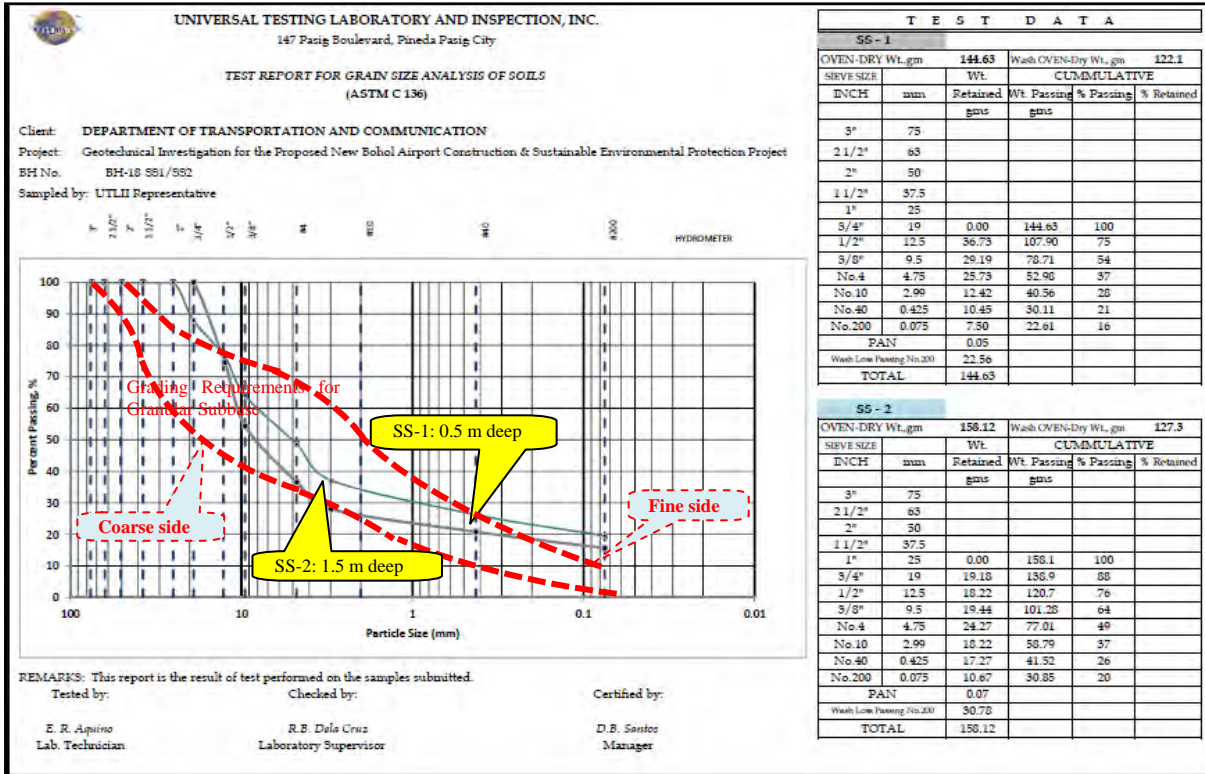 UNIVERSAL TESTING LABORATORY AND INSPECTION, INC.
147 Pasig Boulevard, Pineda Pasig City
TEST REPORT FOR GRAIN SIZE ANALYSIS OF SOILS
(ASTM C 136)
Client: DEPARTMENT OF TRANSPORTATION AND COMMUNICATION
Project: Geotechnical Investigation for the Proposed New Bohol Airport Construction & Sustainable Environmental Protection Project
BH No. BH-18 SS1/SS2
Sampled by: UTLII Representative
3" 2 1/2" 2" 1 1/2" 1" 3/4" 1/2" 3/8" #4 #10 #40 #200 HYDROMETER
100
90
80
70
60
50
40
30
20
10
0
Percent Passing, %
Grading Requirements for
Granular Subbase
SS-1: 0.5 m deep
Coarse side
Fine side
SS-2: 1.5 m deep
100 10 1 0.1 0.01
Particle Size (mm)
REMARKS: This report is the result of test performed on the samples submitted.
Tested by: Checked by: Certified by:
E. R. Aquino R.B. Dela Cruz D.B. Santos
Lab. Technician Laboratory Supervisor Manager
T E S T D A T A
SS - 1
OVEN-DRY Wt.,gm 144.63 Wash OVEN-Dry Wt., gm 122.1
SIEVE SIZE Wt. CUMMULATIVE
INCH mm Retained Wt. Passing % Passing % Retained
gms gms
3" 75
2 1/2" 63
2" 50
1 1/2" 37.5
1" 25
3/4" 19 0.00 144.63 100
1/2" 12.5 36.73 107.90 75
3/8" 9.5 29.19 78.71 54
No.4 4.75 25.73 52.98 37
No.10 2.99 12.42 40.56 28
No.40 0.425 10.45 30.11 21
No.200 0.075 7.50 22.61 16
PAN 0.05
Wash Loss Passing No.200 22.56
TOTAL 144.63
SS - 2
OVEN-DRY Wt.,gm 158.12 Wash OVEN-Dry Wt., gm 127.3
SIEVE SIZE Wt. CUMMULATIVE
INCH mm Retained Wt. Passing % Passing % Retained
gms gms
3" 75
2 1/2" 63
2" 50
1 1/2" 37.5
1" 25 0.00 158.1 100
3/4" 19 19.18 138.9 88
1/2" 12.5 18.22 120.7 76
3/8" 9.5 19.44 101.28 64
No.4 4.75 24.27 77.01 49
No.10 2.99 18.22 58.79 37
No.40 0.425 17.27 41.52 26
No.200 0.075 10.67 30.85 20
PAN 0.07
Wash Loss Passing No.200 30.78
TOTAL 158.12